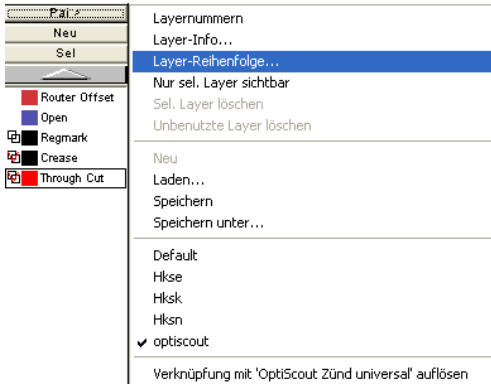 Neu
Sel
Router Offset
Open
Regmark
Crease
Through Cut
Layernummern
Layer-Info...
Layer-Reihenfolge...
Nur sel. Layer sichtbar
Sel. Layer löschen
Unbenutzte Layer löschen
Neu
Laden...
Speichern
Speichern unter...
Default
Hkse
Hksk
Hksn
optiscout
Verknüpfung mit 'OptiScout Zünd universal' auflösen